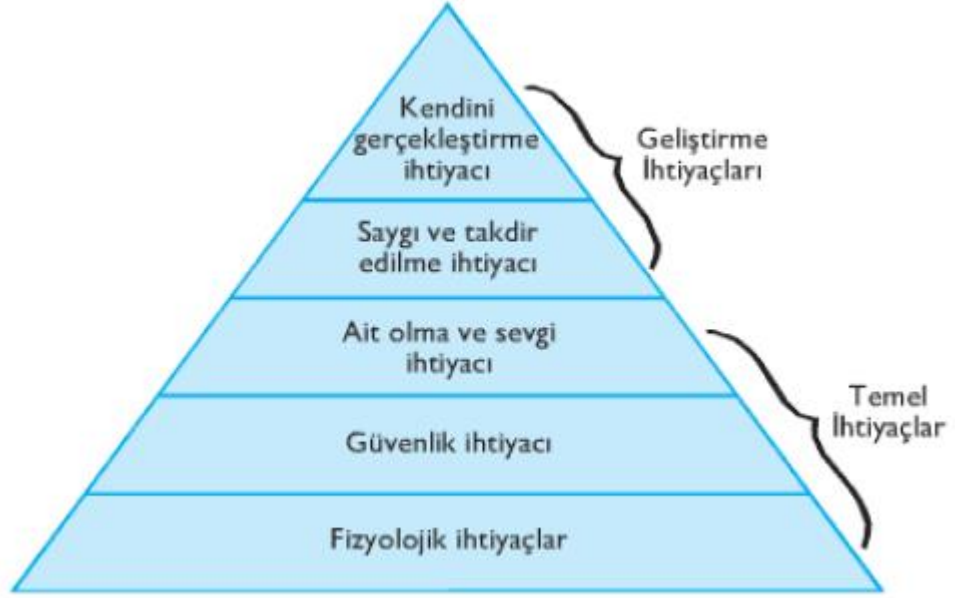 Kendini
gerçekleştirme
ihtiyacı
Geliştirme
İhtiyaçları
Saygı ve takdir
edilme ihtiyacı
Ait olma ve sevgi
ihtiyacı
Temel
İhtiyaçlar
Güvenlik ihtiyacı
Fizyolojik ihtiyaçlar